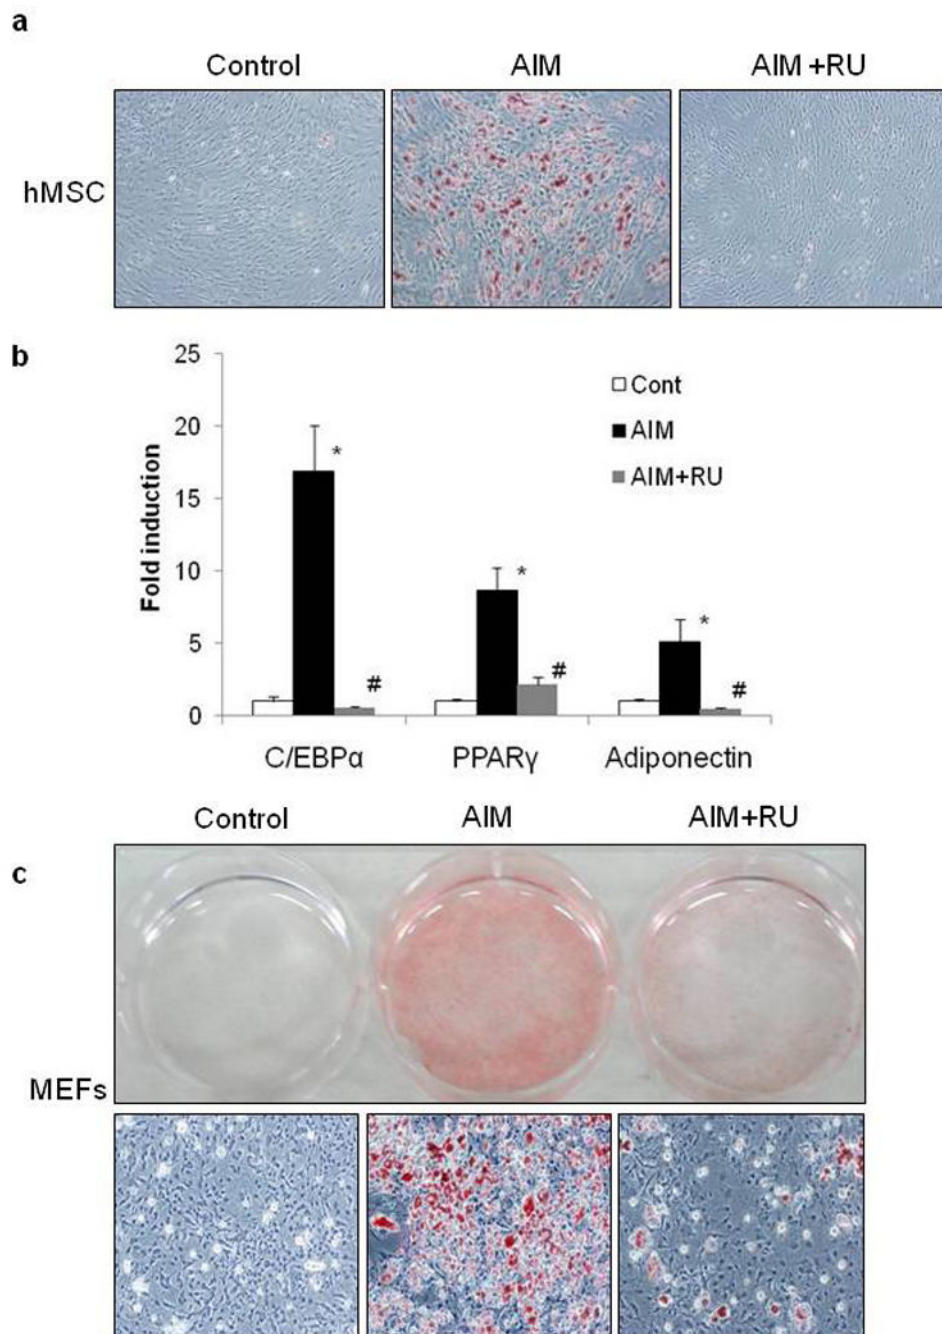 a
Control AIM AIM +RU
hMSC
b
25
20
15
10
5
0
Fold induction
Cont
AIM
AIM+RU
*
#
*
#
*
#
C/EBPα PPARγ Adiponectin
Control AIM AIM+RU
c
MEFs